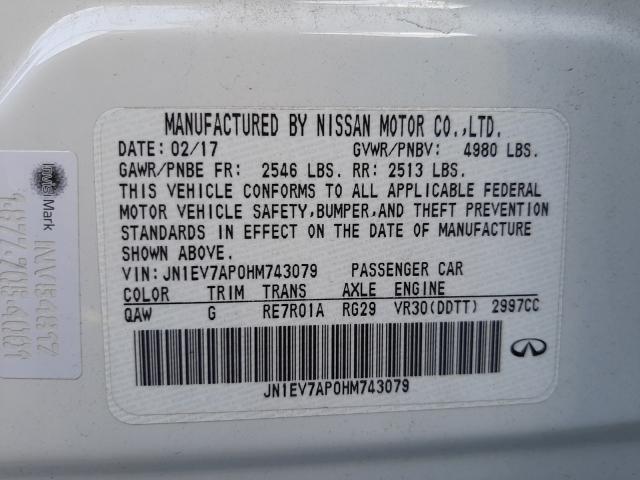 MANUFACTURED BY NISSAN MOTOR CO.,LTD.
DATE: 02/17 GVWR/PNBV: 4980 LBS.
GAWR/PNBE FR: 2546 LBS. RR: 2513 LBS.
THIS VEHICLE CONFORMS TO ALL APPLICABLE FEDERAL
MOTOR VEHICLE SAFETY,BUMPER,AND THEFT PREVENTION
STANDARDS IN EFFECT ON THE DATE OF MANUFACTURE
SHOWN ABOVE.
VIN:JN1EV7AP0HM743079 PASSENGER CAR
COLOR TRIM TRANS AXLE ENGINE
QAW G RE7R01A RG29 VR30(DDTT) 2997CC
JN1EV7AP0HM743079
Mark